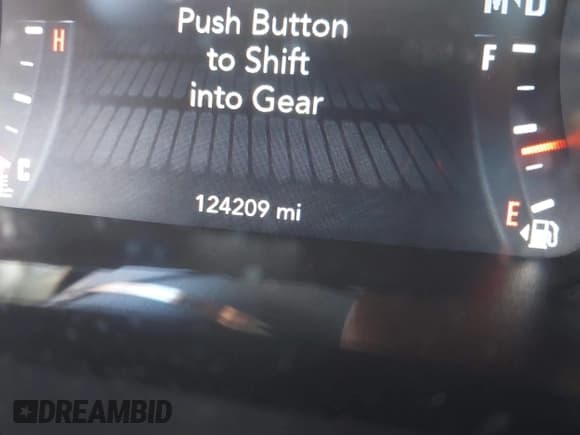 Push Button
to Shift
into Gear
H
F
C
E
124209 mi
DREAMBID